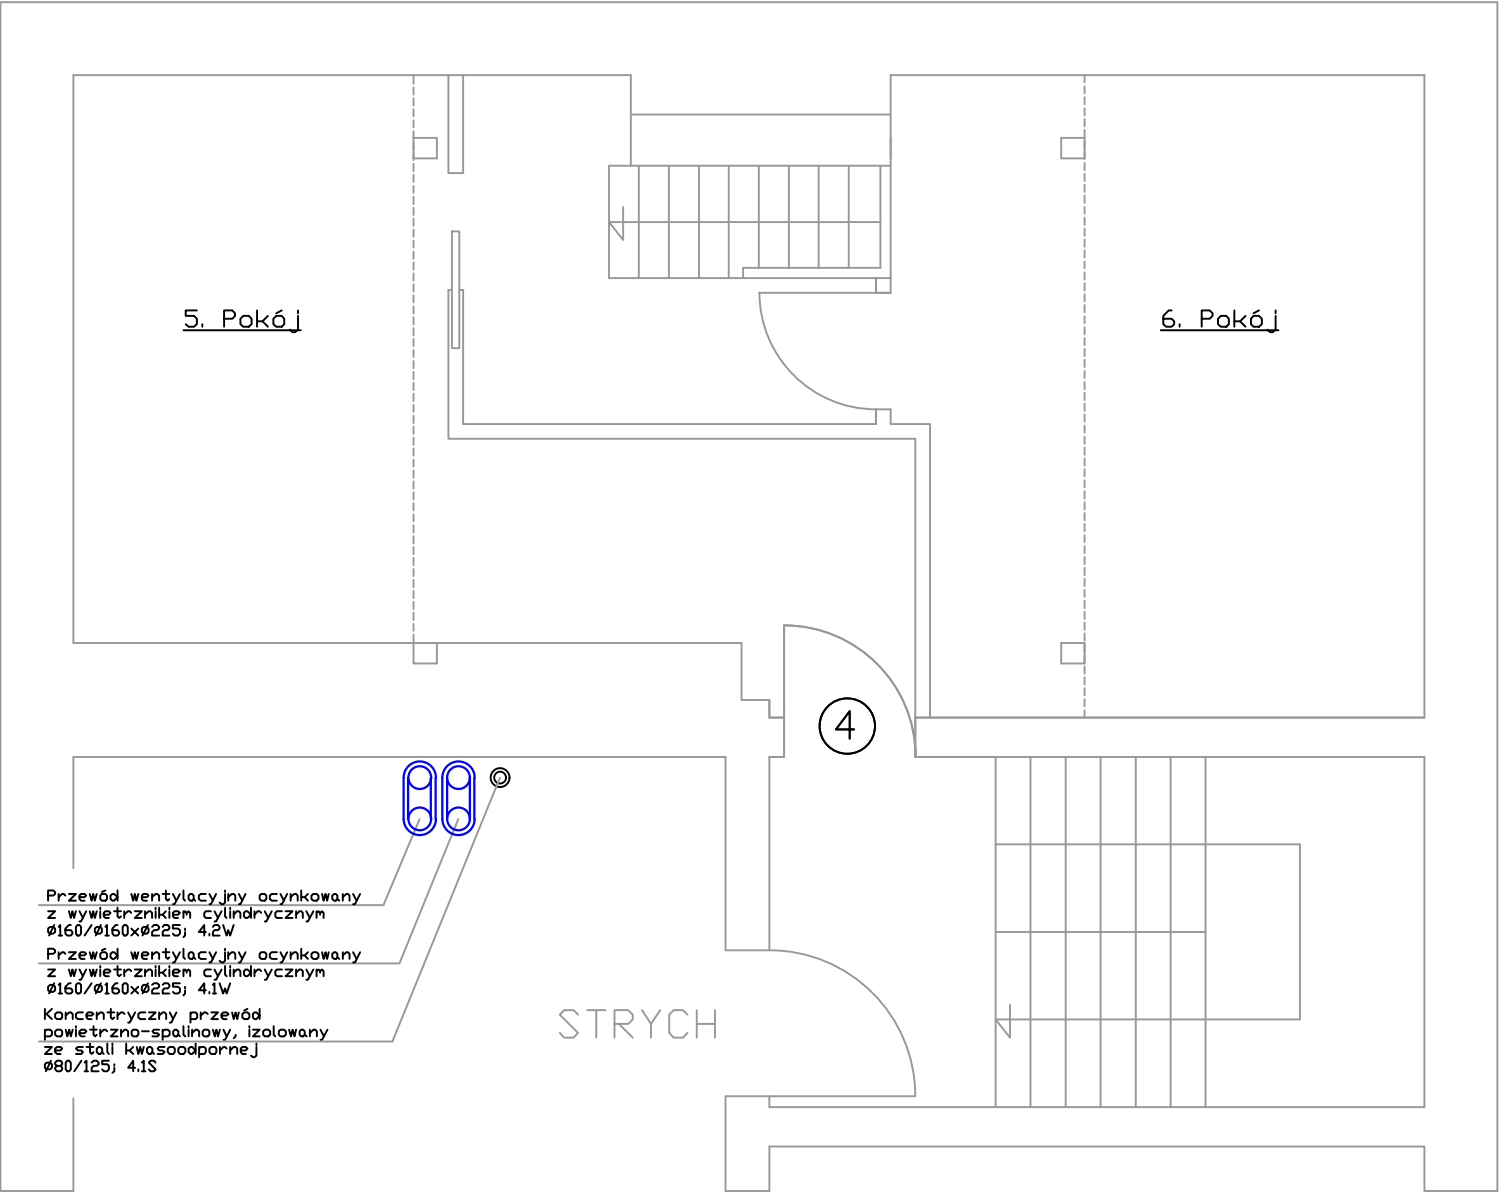 5. Pokój
6. Pokój
4
Przewód wentylacyjny ocynkowany
z wywietrznikiem cylindrycznym
Ø160/Ø160xØ225; 4.2W
Przewód wentylacyjny ocynkowany
z wywietrznikiem cylindrycznym
Ø160/Ø160xØ225; 4.1W
Koncentryczny przewód
powietrzno-spalinowy, izolowany
ze stali kwasoodpornej
Ø80/125; 4.1S
STRYCH